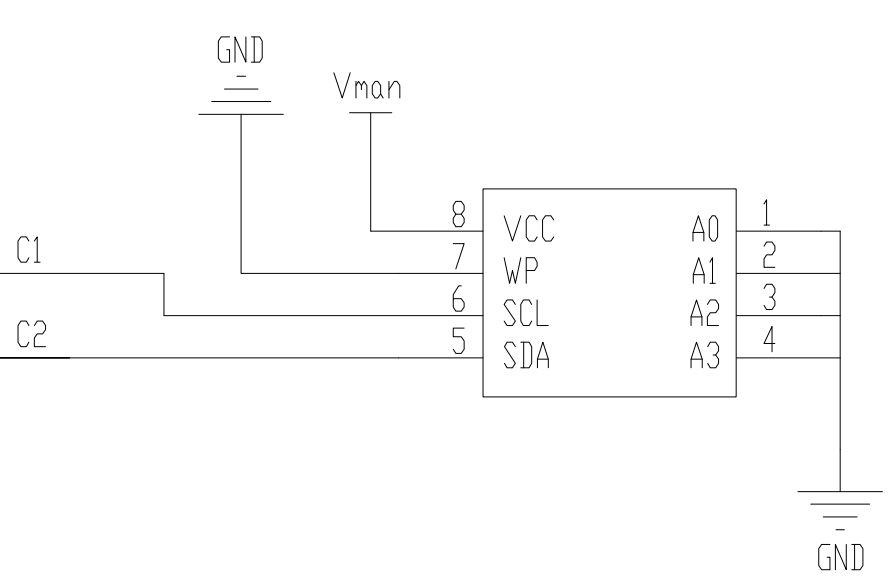 GND
Vman
8 VCC A0 1
C1
7 WP A1 2
6 SCL A2 3
C2
5 SDA A3 4
GND